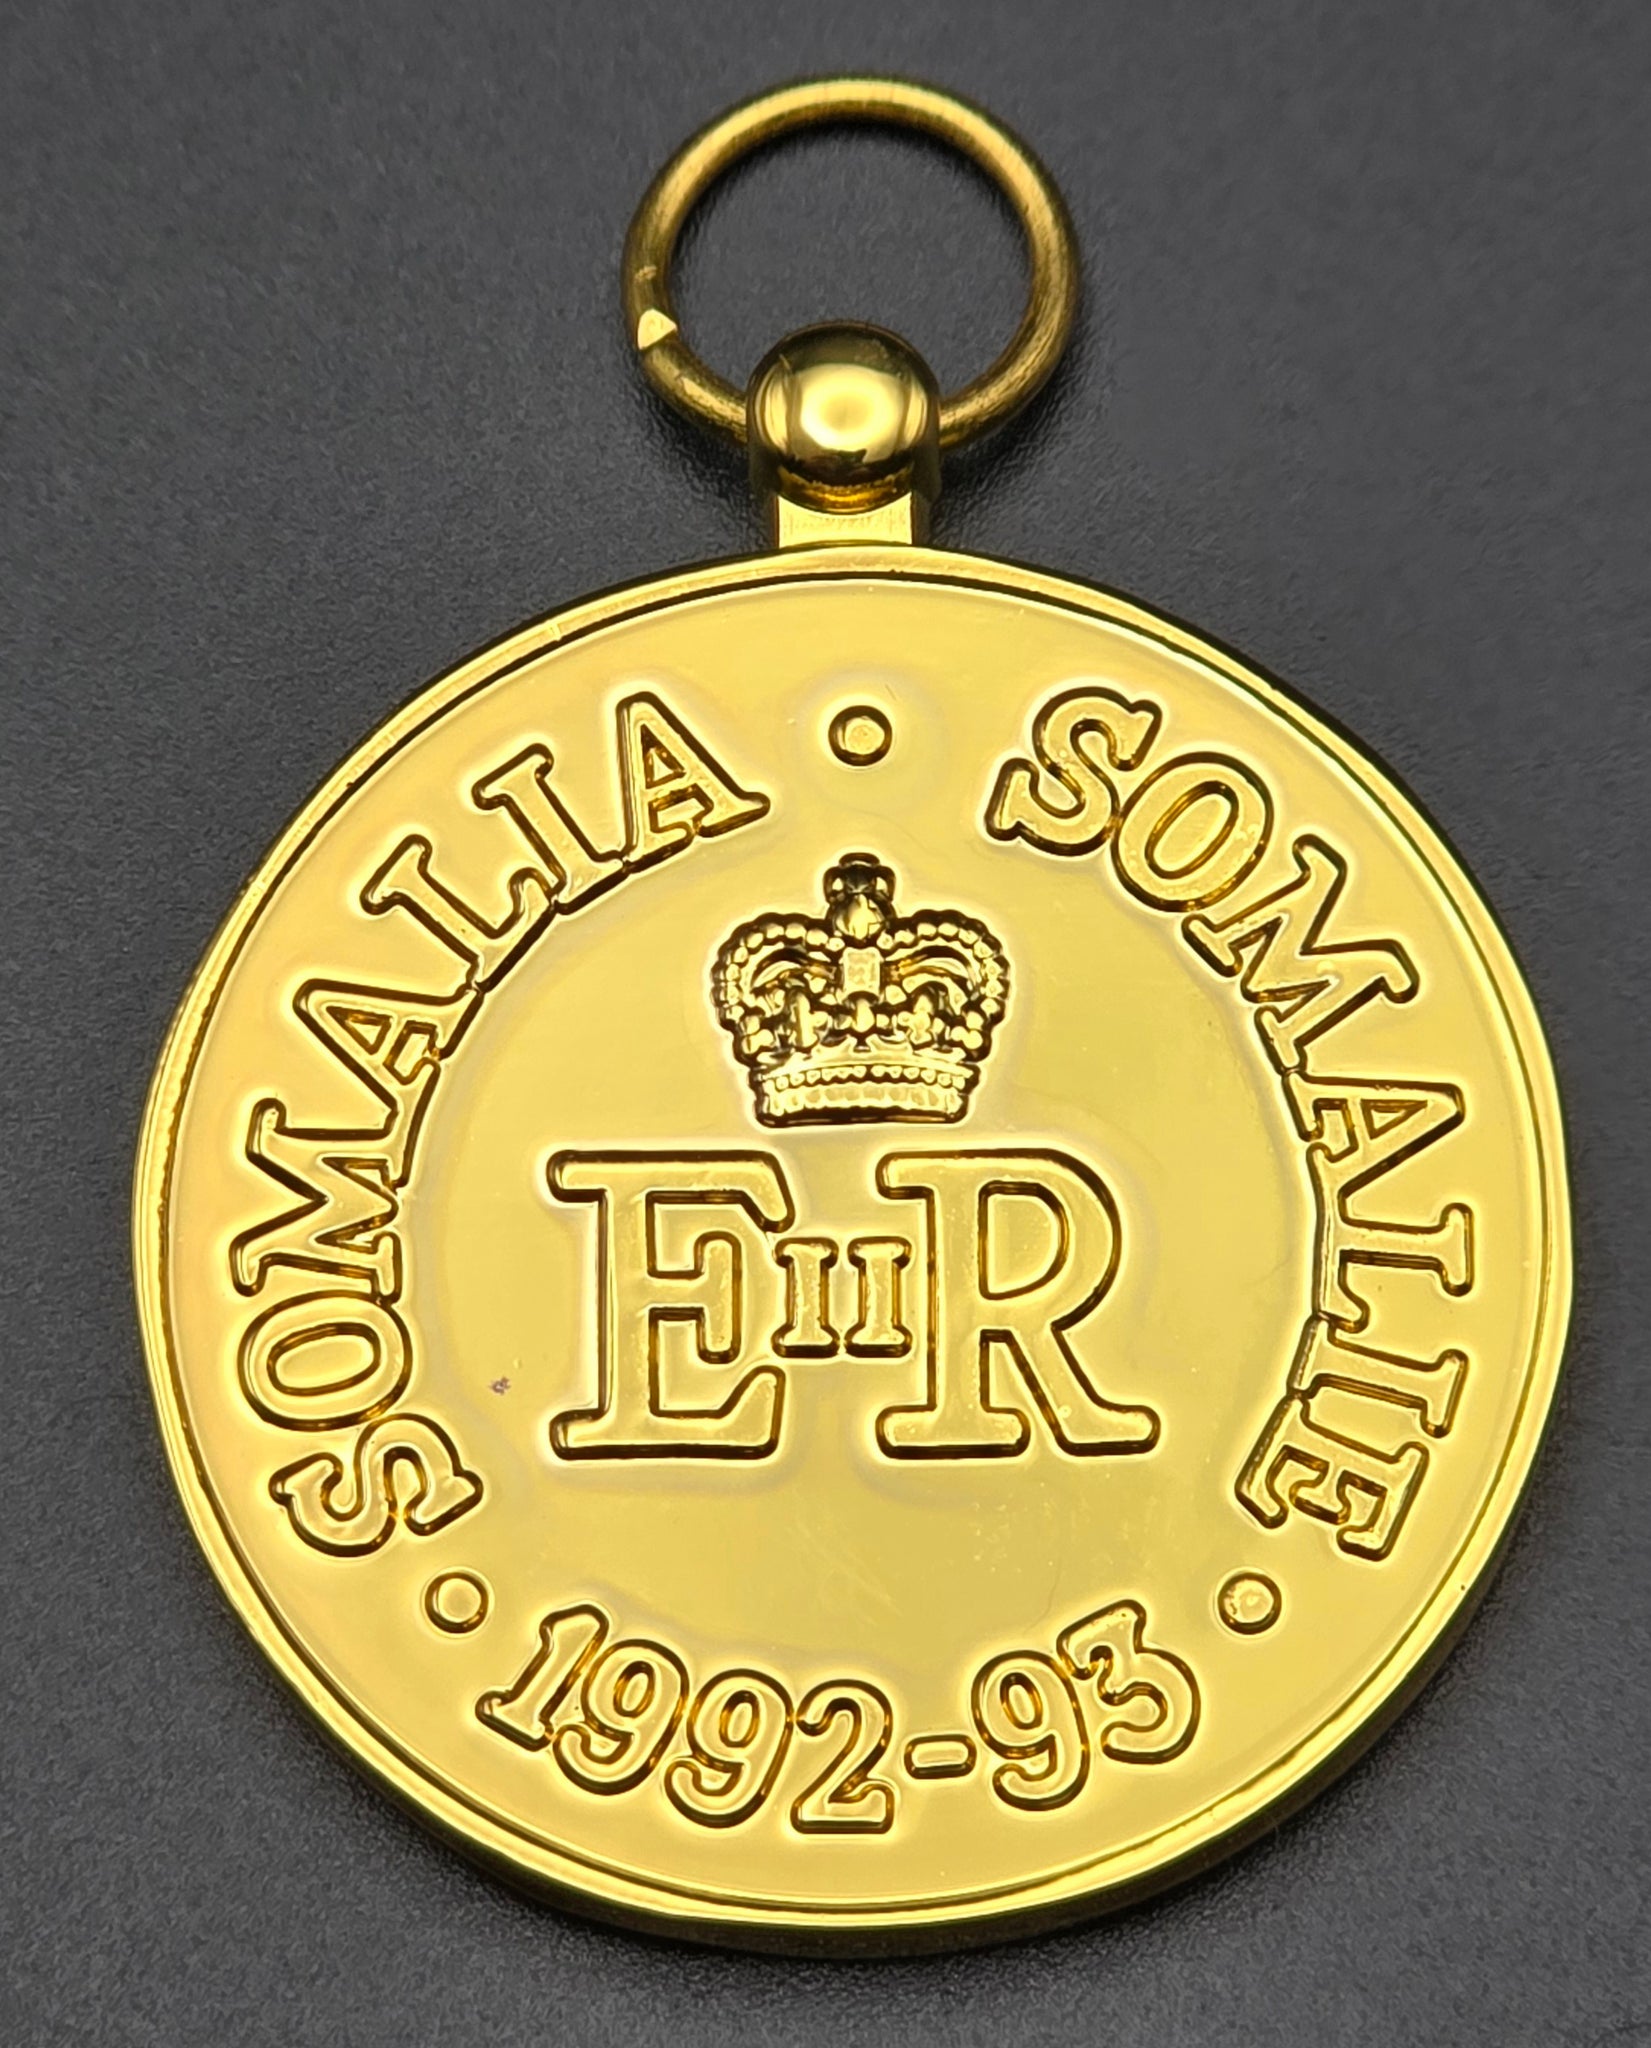 SOMALIA • SOMALIE
EIIR
• 1992-93 •